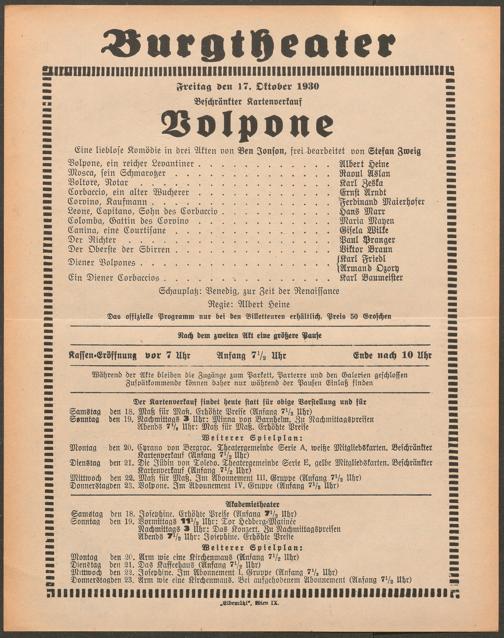 Burgtheater
Freitag den 17. Oktober 1930
Beschränkter Kartenverkauf
Volpone
Eine lieblose Komödie in drei Akten von Ben Jonson, frei bearbeitet von Stefan Zweig
Volpone, ein reicher Levantiner . . . . . . . . . . Albert Heine
Mosca, sein Schmarotzer . . . . . . . . . . Raoul Aslan
Voltore, Notar . . . . . . . . . . Karl Zeska
Corbaccio, ein alter Wucherer . . . . . . . . . . Ernst Arndt
Corvino, Kaufmann . . . . . . . . . . Ferdinand Maierhofer
Leone, Capitano, Sohn des Corbaccio . . . . . . . . . . Hans Marr
Colomba, Gattin des Corvino . . . . . . . . . . Maria Mayen
Canina, eine Courtisane . . . . . . . . . . Gisela Wilke
Der Richter . . . . . . . . . . Paul Pranger
Der Oberste der Sbirren . . . . . . . . . . Viktor Braun
Diener Volpones . . . . . . . . . . {Karl Friedl
{Armand Ozory
Ein Diener Corbaccios . . . . . . . . . . Karl Baumeister
Schauplatz: Venedig, zur Zeit der Renaissance
Regie: Albert Heine
Das offizielle Programm nur bei den Billetteuren erhältlich. Preis 50 Groschen
Nach dem zweiten Akt eine größere Pause
Kassen-Eröffnung vor 7 Uhr Anfang 7½ Uhr Ende nach 10 Uhr
Während der Akte bleiben die Zugänge zum Parkett, Parterre und den Galerien geschlossen
Zuspätkommende können daher nur während der Pausen Einlaß finden
Der Kartenverkauf findet heute statt für obige Vorstellung und für
Samstag den 18. Maß für Maß. Erhöhte Preise (Anfang 7½ Uhr)
Sonntag den 19. Nachmittags 3 Uhr: Minna von Barnhelm. Zu Nachmittagspreisen
Abends 7½ Uhr: Maß für Maß. Erhöhte Preise
Weiterer Spielplan:
Montag den 20. Cyrano von Bergerac. Theatergemeinde Serie A, weiße Mitgliedskarten. Beschränkter
Kartenverkauf (Anfang 7½ Uhr)
Dienstag den 21. Die Jüdin von Toledo. Theatergemeinde Serie E, gelbe Mitgliedskarten. Beschränkter
Kartenverkauf (Anfang 7½ Uhr)
Mittwoch den 22. Maß für Maß. Im Abonnement III. Gruppe (Anfang 7½ Uhr)
Donnerstag den 23. Volpone. Im Abonnement IV. Gruppe (Anfang 7½ Uhr)
Akademietheater
Samstag den 18. Josephine. Erhöhte Preise (Anfang 7½ Uhr)
Sonntag den 19. Vormittags 11½ Uhr: Tor Hedberg-Matinée
Nachmittags 3 Uhr: Das Konzert. Zu Nachmittagspreisen
Abends 7½ Uhr: Josephine. Erhöhte Preise
Weiterer Spielplan:
Montag den 20. Arm wie eine Kirchenmaus (Anfang 7½ Uhr)
Dienstag den 21. Das Kaffeehaus (Anfang 7½ Uhr)
Mittwoch den 22. Josephine. Im Abonnement I. Gruppe (Anfang 7½ Uhr)
Donnerstag den 23. Arm wie eine Kirchenmaus. Bei aufgehobenem Abonnement (Anfang 7½ Uhr)
„Elbemühl“, Wien IX.